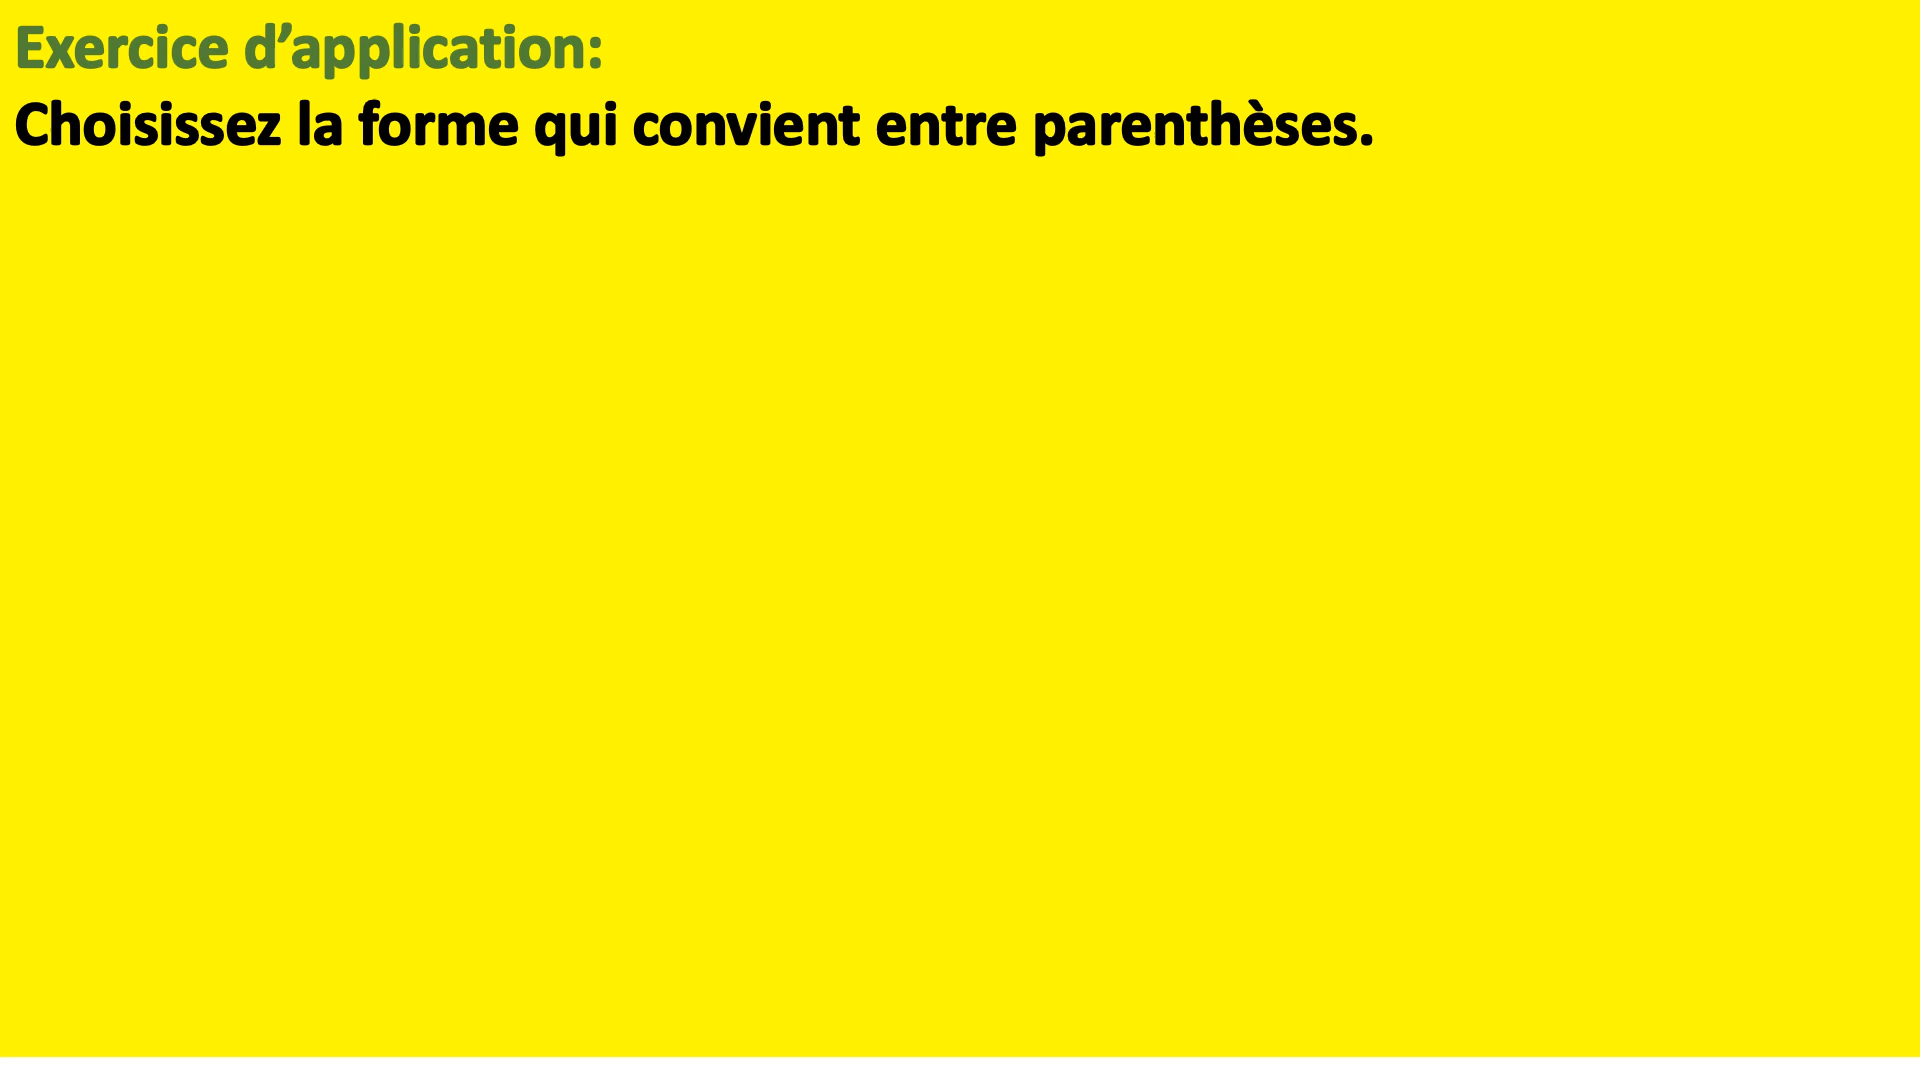 Exercice d’application:
Choisissez la forme qui convient entre parenthèses.